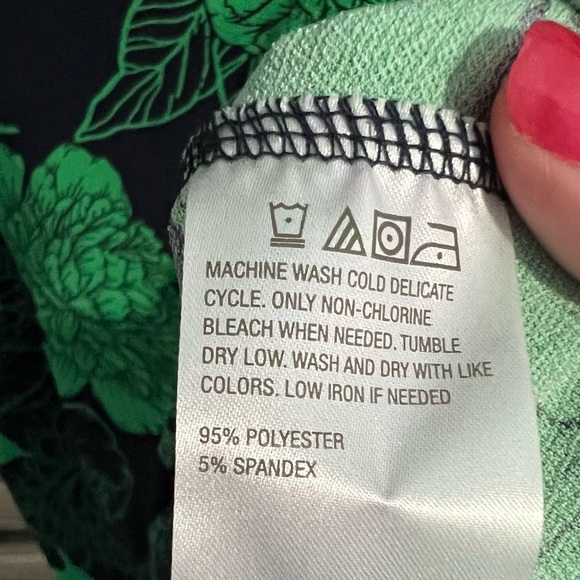 MACHINE WASH COLD DELICATE
CYCLE. ONLY NON-CHLORINE
BLEACH WHEN NEEDED. TUMBLE
DRY LOW. WASH AND DRY WITH LIKE
COLORS. LOW IRON IF NEEDED
95% POLYESTER
5% SPANDEX